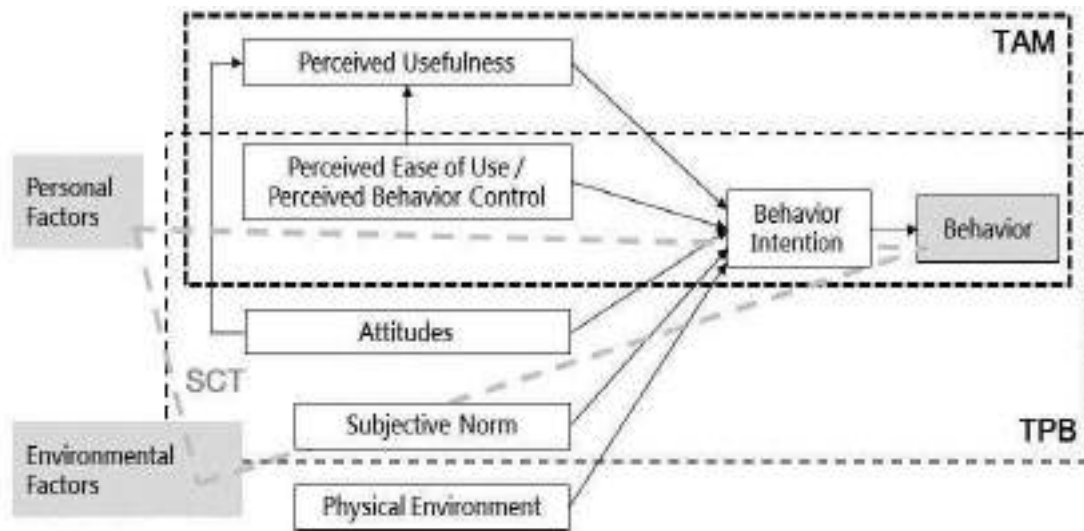 TAM
Perceived Usefulness
Perceived Ease of Use /
Perceived Behavior Control
Personal
Factors
Behavior
Intention
Behavior
Attitudes
SCT
Subjective Norm
TPB
Environmental
Factors
Physical Environment